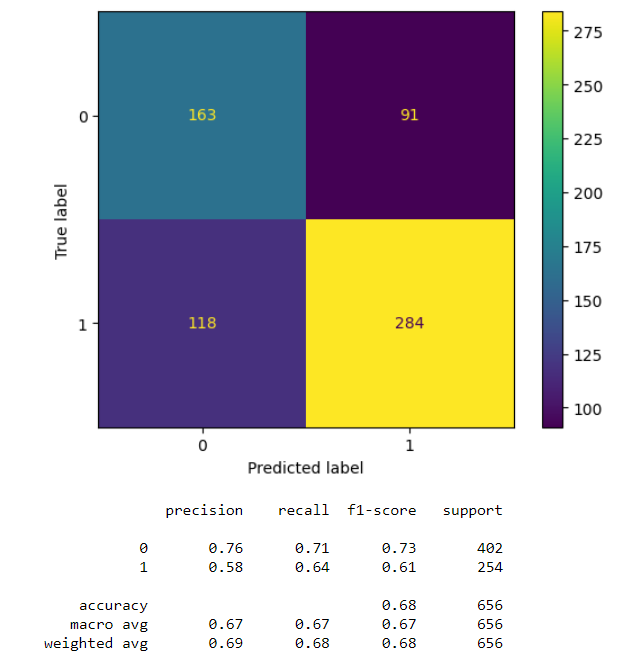 275
250
0 163 91
225
200
True label
175
150
1 118 284
125
100
0 1
Predicted label
precision recall f1-score support
0 0.76 0.71 0.73 402
1 0.58 0.64 0.61 254
accuracy 0.68 656
macro avg 0.67 0.67 0.67 656
weighted avg 0.69 0.68 0.68 656